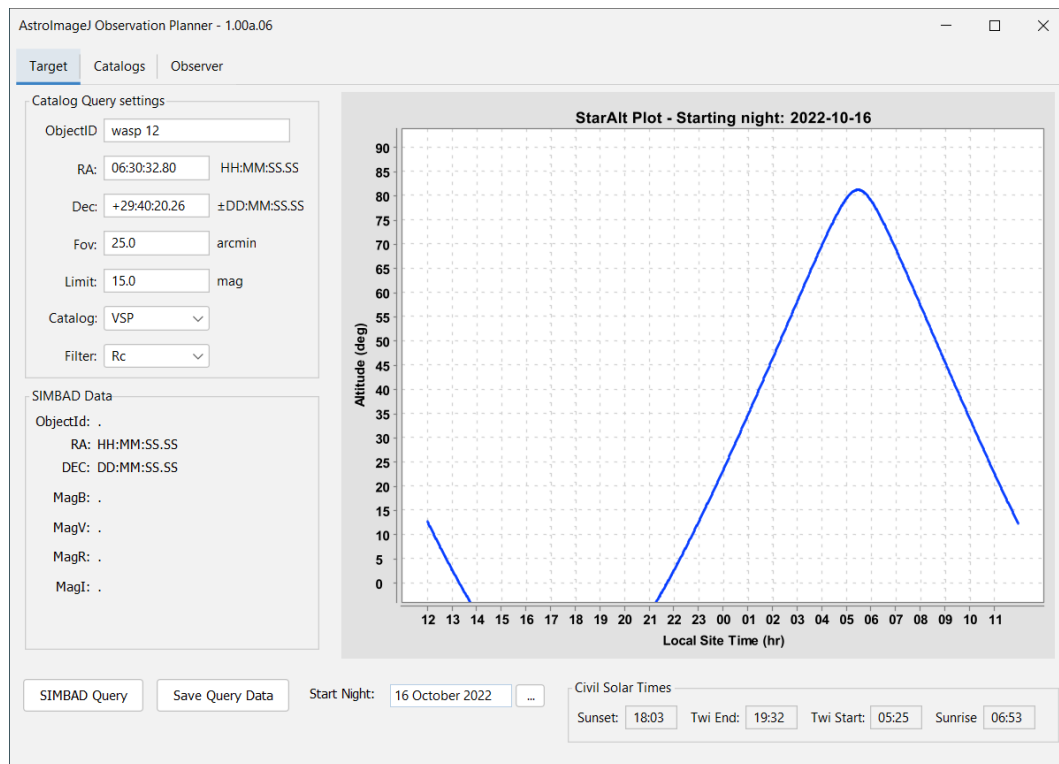 AstroImageJ Observation Planner - 1.00a.06
Target Catalogs Observer
Catalog Query settings
ObjectID wasp 12
RA: 06:30:32.80 HH:MM:SS.SS
Dec: +29:40:20.26 ±DD:MM:SS.SS
Fov: 25.0 arcmin
Limit: 15.0 mag
Catalog: VSP
Filter: Rc
SIMBAD Data
ObjectId: .
RA: HH:MM:SS.SS
DEC: DD:MM:SS.SS
MagB: .
MagV: .
MagR: .
MagI: .
StarAlt Plot - Starting night: 2022-10-16
Altitude (deg)
90
85
80
75
70
65
60
55
50
45
40
35
30
25
20
15
10
5
0
12 13 14 15 16 17 18 19 20 21 22 23 00 01 02 03 04 05 06 07 08 09 10 11
Local Site Time (hr)
SIMBAD Query Save Query Data Start Night: 16 October 2022 ...
Civil Solar Times
Sunset: 18:03 Twi End: 19:32 Twi Start: 05:25 Sunrise 06:53